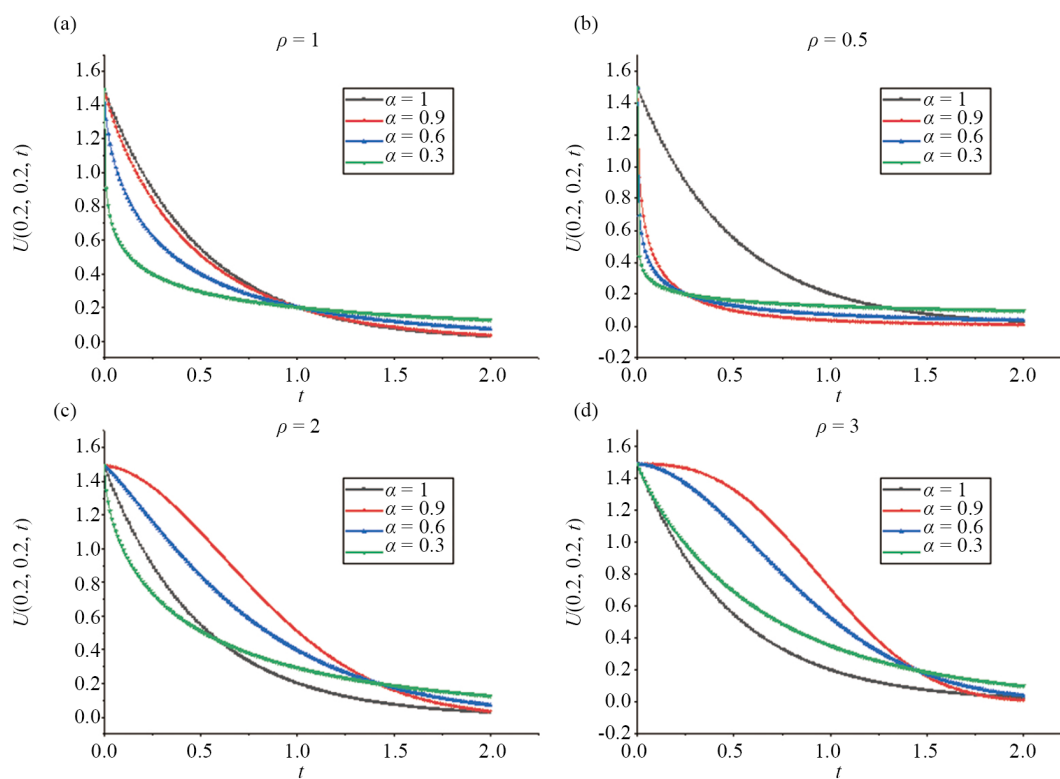 (a)
ρ = 1
U(0.2, 0.2, t)
1.6
1.4
1.2
1.0
0.8
0.6
0.4
0.2
0.0
α = 1
α = 0.9
α = 0.6
α = 0.3
0.0 0.5 1.0 1.5 2.0
t
(b)
ρ = 0.5
U(0.2, 0.2, t)
1.6
1.4
1.2
1.0
0.8
0.6
0.4
0.2
0.0
-0.2
α = 1
α = 0.9
α = 0.6
α = 0.3
0.0 0.5 1.0 1.5 2.0
t
(c)
ρ = 2
U(0.2, 0.2, t)
1.6
1.4
1.2
1.0
0.8
0.6
0.4
0.2
0.0
α = 1
α = 0.9
α = 0.6
α = 0.3
0.0 0.5 1.0 1.5 2.0
t
(d)
ρ = 3
U(0.2, 0.2, t)
1.6
1.4
1.2
1.0
0.8
0.6
0.4
0.2
0.0
-0.2
α = 1
α = 0.9
α = 0.6
α = 0.3
0.0 0.5 1.0 1.5 2.0
t